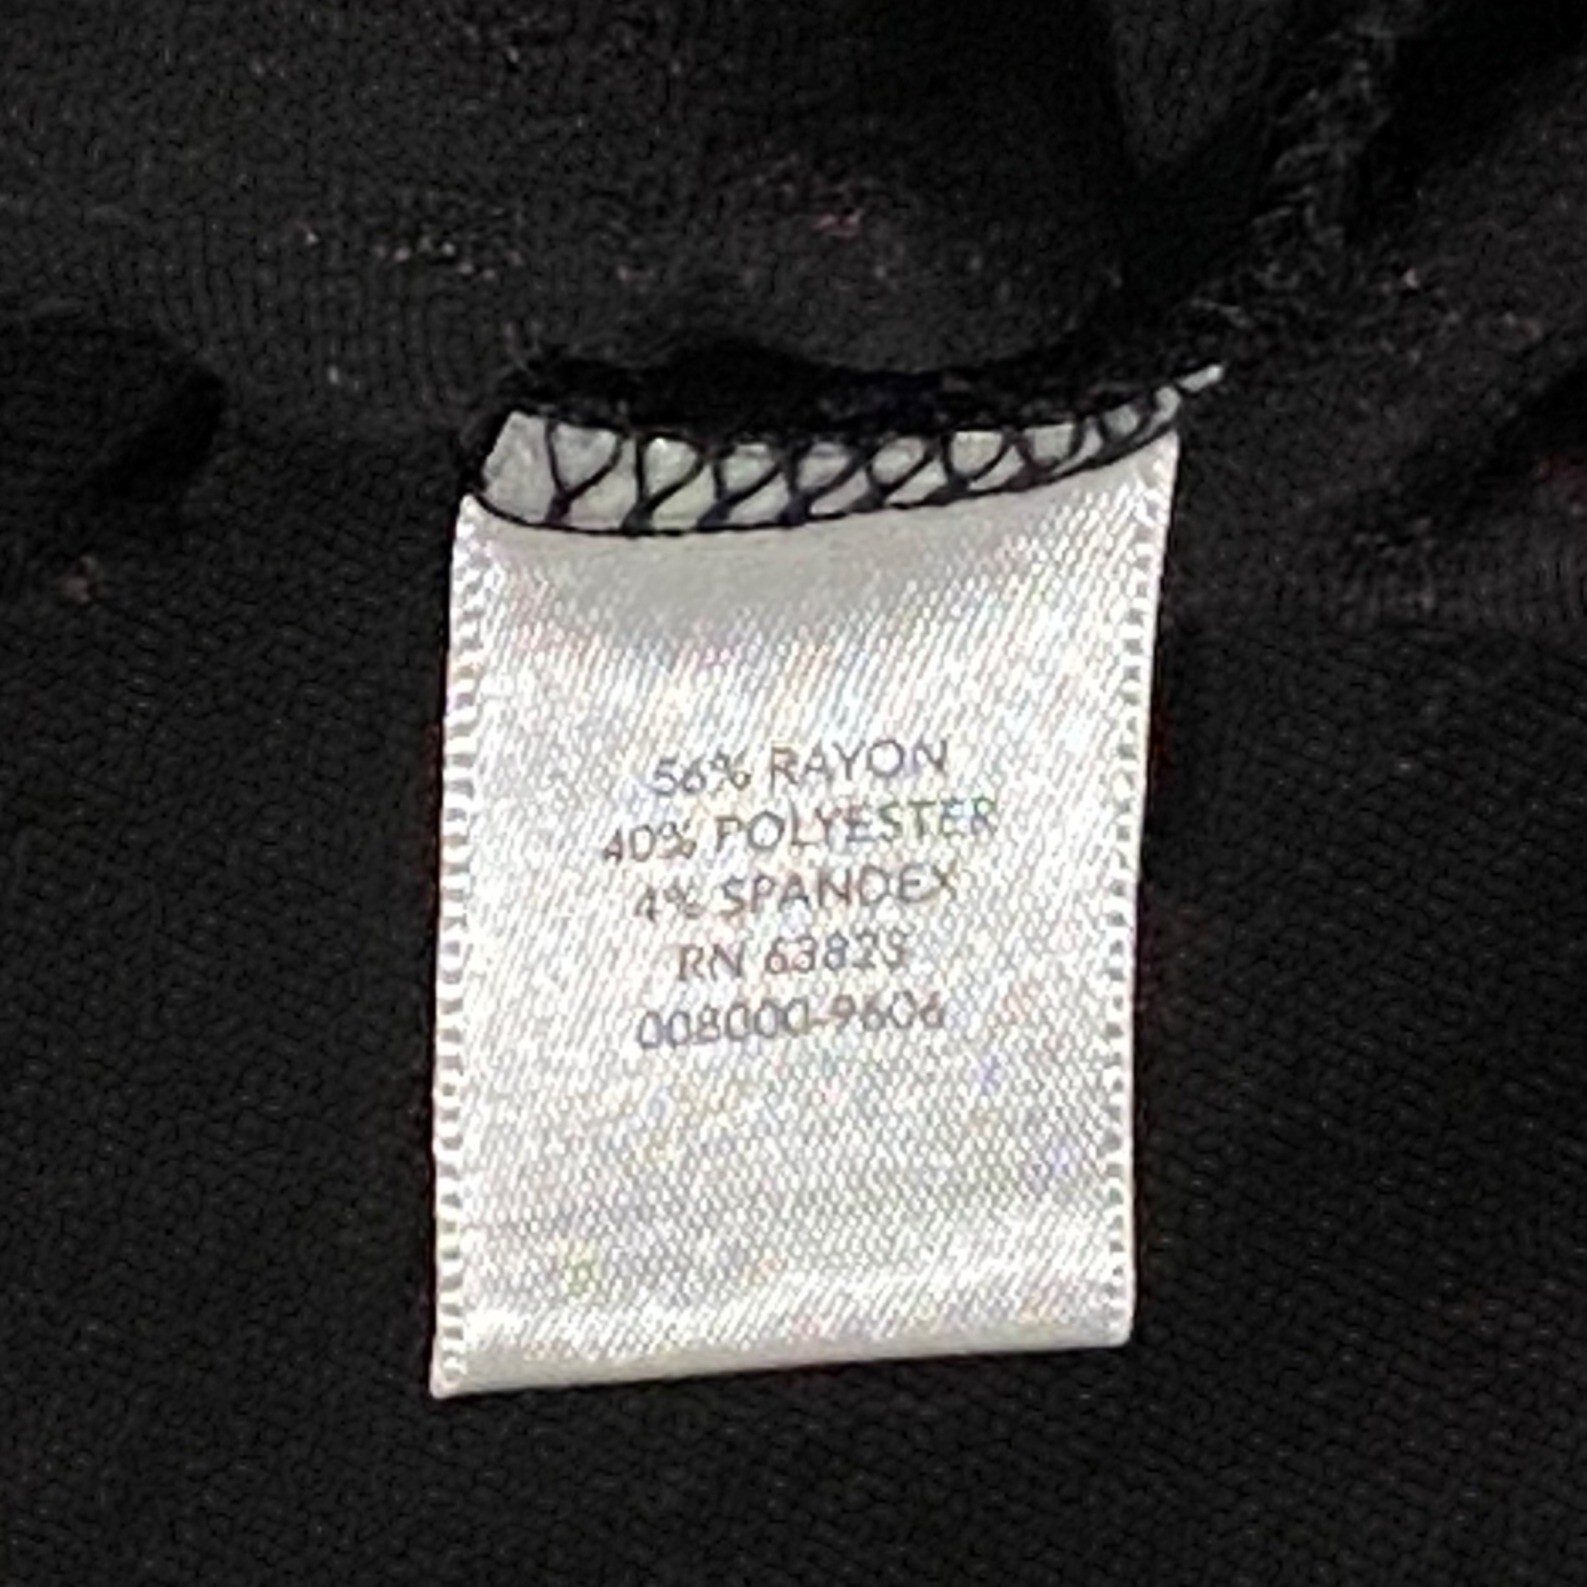 56% RAYON
40% POLYESTER
4% SPANDEX
RN 63825
008000-9606